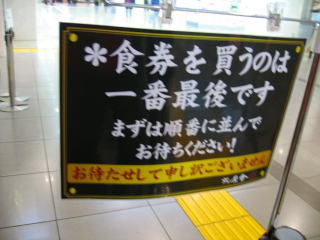 *食券を買うのは
一番最後です
まずは順番に並んで
お待ちください!
お待たせして申し訳ございません